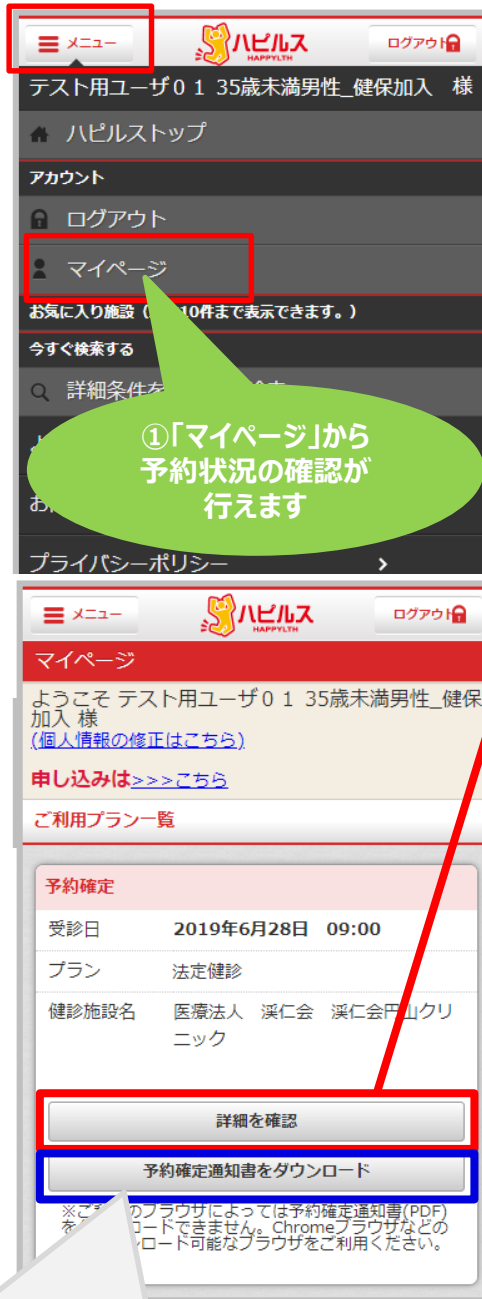 メニュー
ハピルス
HAPPYLTH
ログアウト
テスト用ユーザ０１ 35歳未満男性_健保加入 様
ハピルストップ
アカウント
ログアウト
マイページ
お気に入り施設（ 10件まで表示できます。）
今すぐ検索する
詳細条件を
①「マイページ」から
予約状況の確認が
行えます
プライバシーポリシー
メニュー
ハピルス
HAPPYLTH
ログアウト
マイページ
ようこそ テスト用ユーザ０１ 35歳未満男性_健保
加入 様
(個人情報の修正はこちら)
申し込みは>>>こちら
ご利用プラン一覧
予約確定
受診日 2019年6月28日 09:00
プラン 法定健診
健診施設名 医療法人 渓仁会 渓仁会円山クリ
ニック
詳細を確認
予約確定通知書をダウンロード
※ご のブラウザによっては予約確定通知書(PDF)
を ロードできません。Chromeブラウザなどの
ロード可能なブラウザをご利用ください。